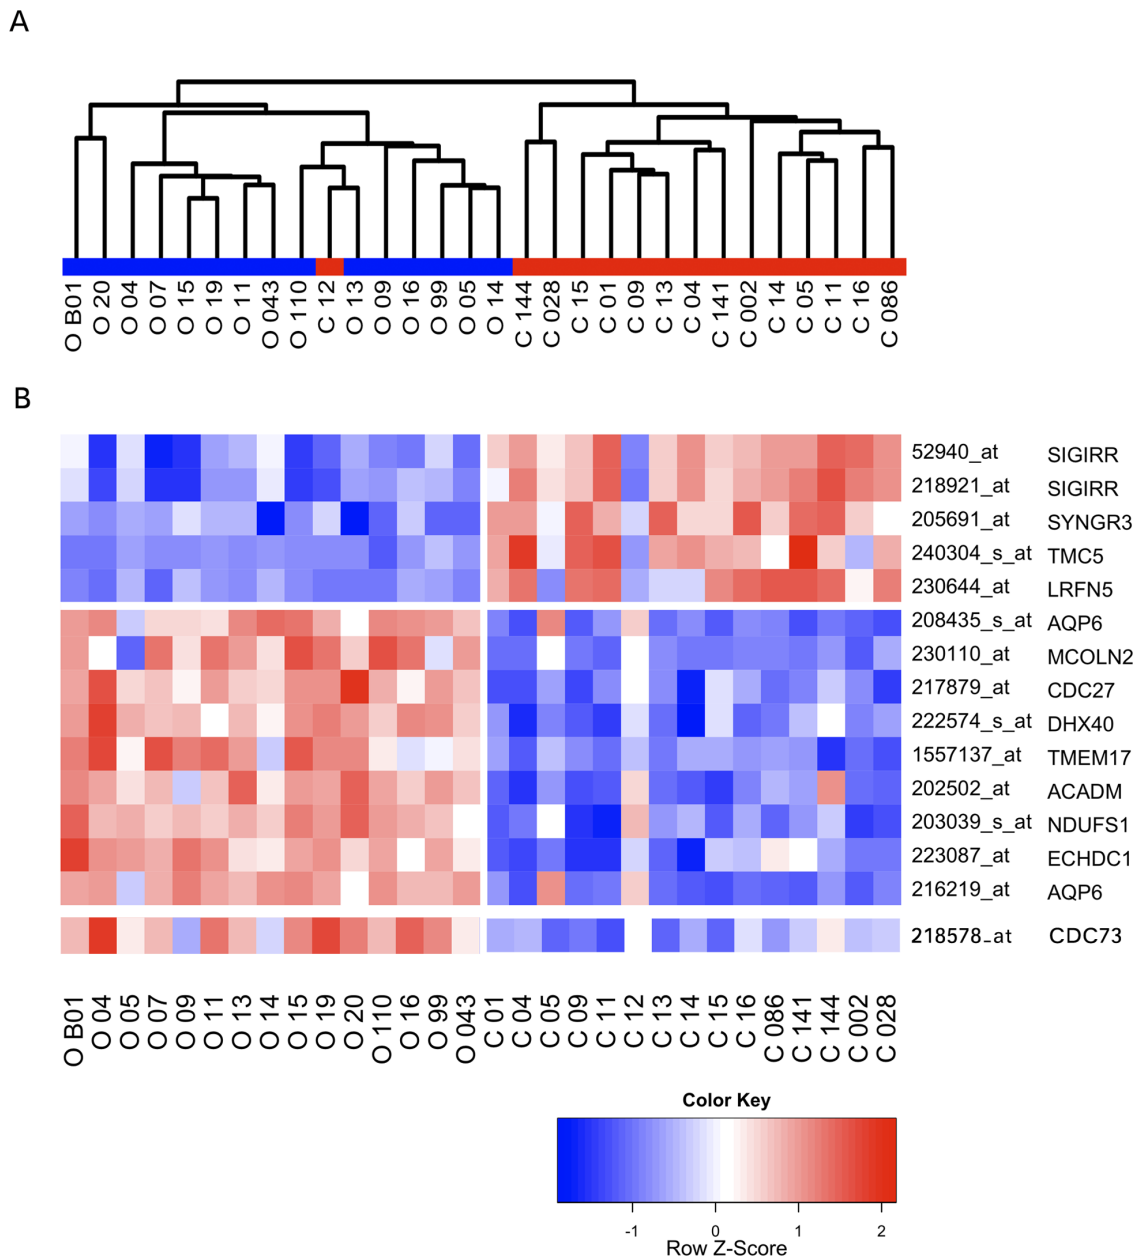 A
O B01 O 20 O 04 O 07 O 15 O 19 O 11 O 043 O 110 C 12 O 13 O 09 O 16 O 99 O 05 O 14 C 144 C 028 C 15 C 01 C 09 C 13 C 04 C 141 C 002 C 14 C 05 C 11 C 16 C 086
B
52940_at SIGIRR
218921_at SIGIRR
205691_at SYNGR3
240304_s_at TMC5
230644_at LRFN5
208435_s_at AQP6
230110_at MCOLN2
217879_at CDC27
222574_s_at DHX40
1557137_at TMEM17
202502_at ACADM
203039_s_at NDUFS1
223087_at ECHDC1
216219_at AQP6
218578_at CDC73
O B01 O 04 O 05 O 07 O 09 O 11 O 13 O 14 O 15 O 19 O 20 O 110 O 16 O 99 O 043 C 01 C 04 C 05 C 09 C 11 C 12 C 13 C 14 C 15 C 16 C 086 C 141 C 144 C 002 C 028
Color Key
-1 0 1 2
Row Z-Score